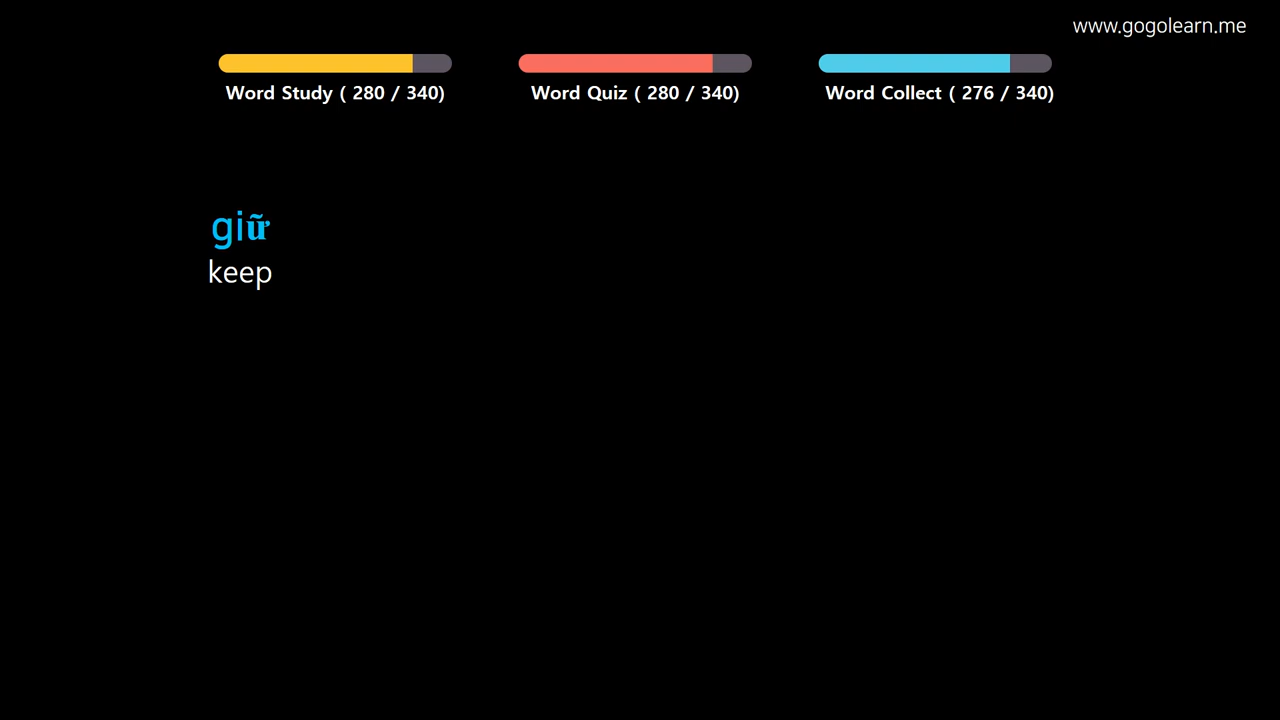 www.gogolearn.me
Word Study ( 280 / 340)
Word Quiz ( 280 / 340)
Word Collect ( 276 / 340)
giữ
keep